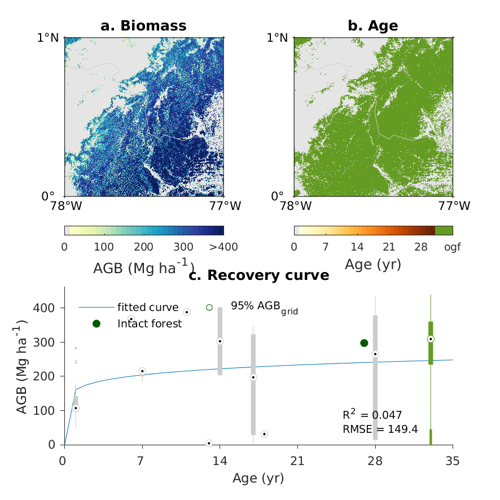 a. Biomass
b. Age
1°N
1°N
0°
0°
78°W
77°W
78°W
77°W
0 100 200 300 >400
0 7 14 21 28 ogf
AGB (Mg ha-1)
Age (yr)
c. Recovery curve
400
300
200
100
0
AGB (Mg ha-1)
fitted curve
95% AGBgrid
Intact forest
R2 = 0.047
RMSE = 149.4
0 7 14 21 28 35
Age (yr)